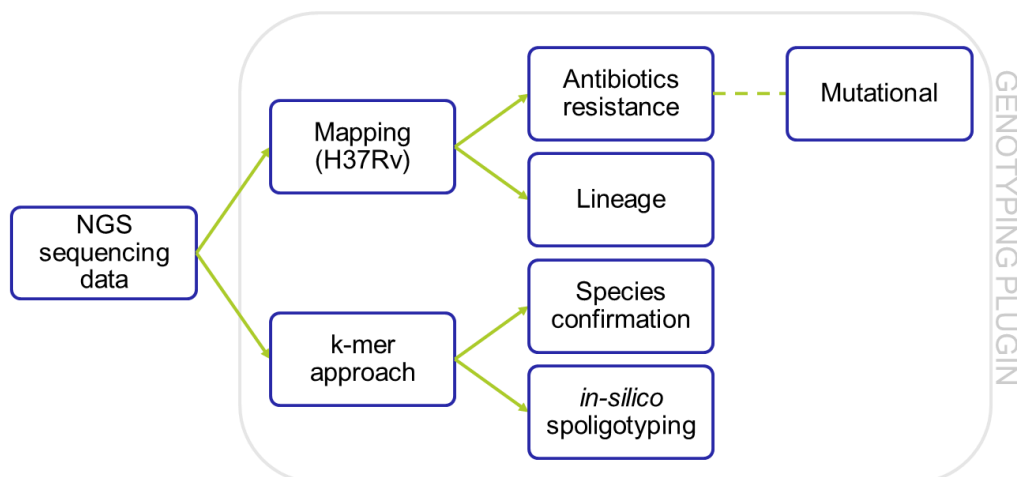 NGS
sequencing
data
Mapping
(H37Rv)
k-mer
approach
Antibiotics
resistance
Lineage
Species
confirmation
in-silico
spoligotyping
Mutational
GENOTYPING PLUGIN